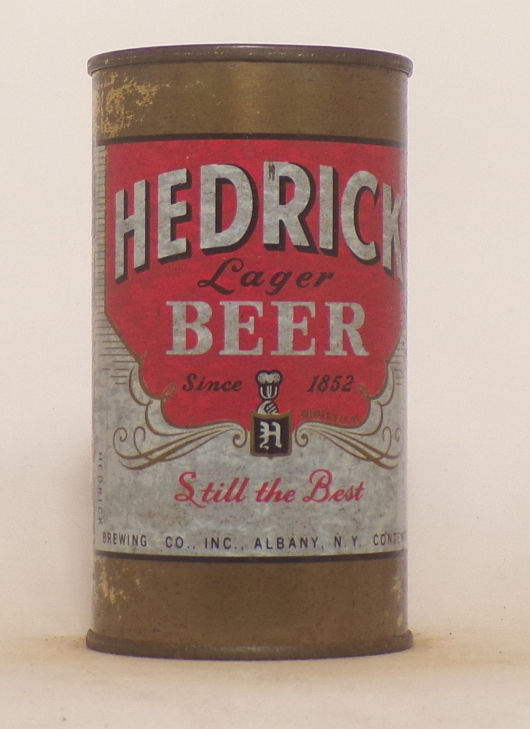 HEDRICK
Lager
BEER
Since 1852
H
Still the Best
HEDRICK
BREWING CO., INC., ALBANY, N.Y.